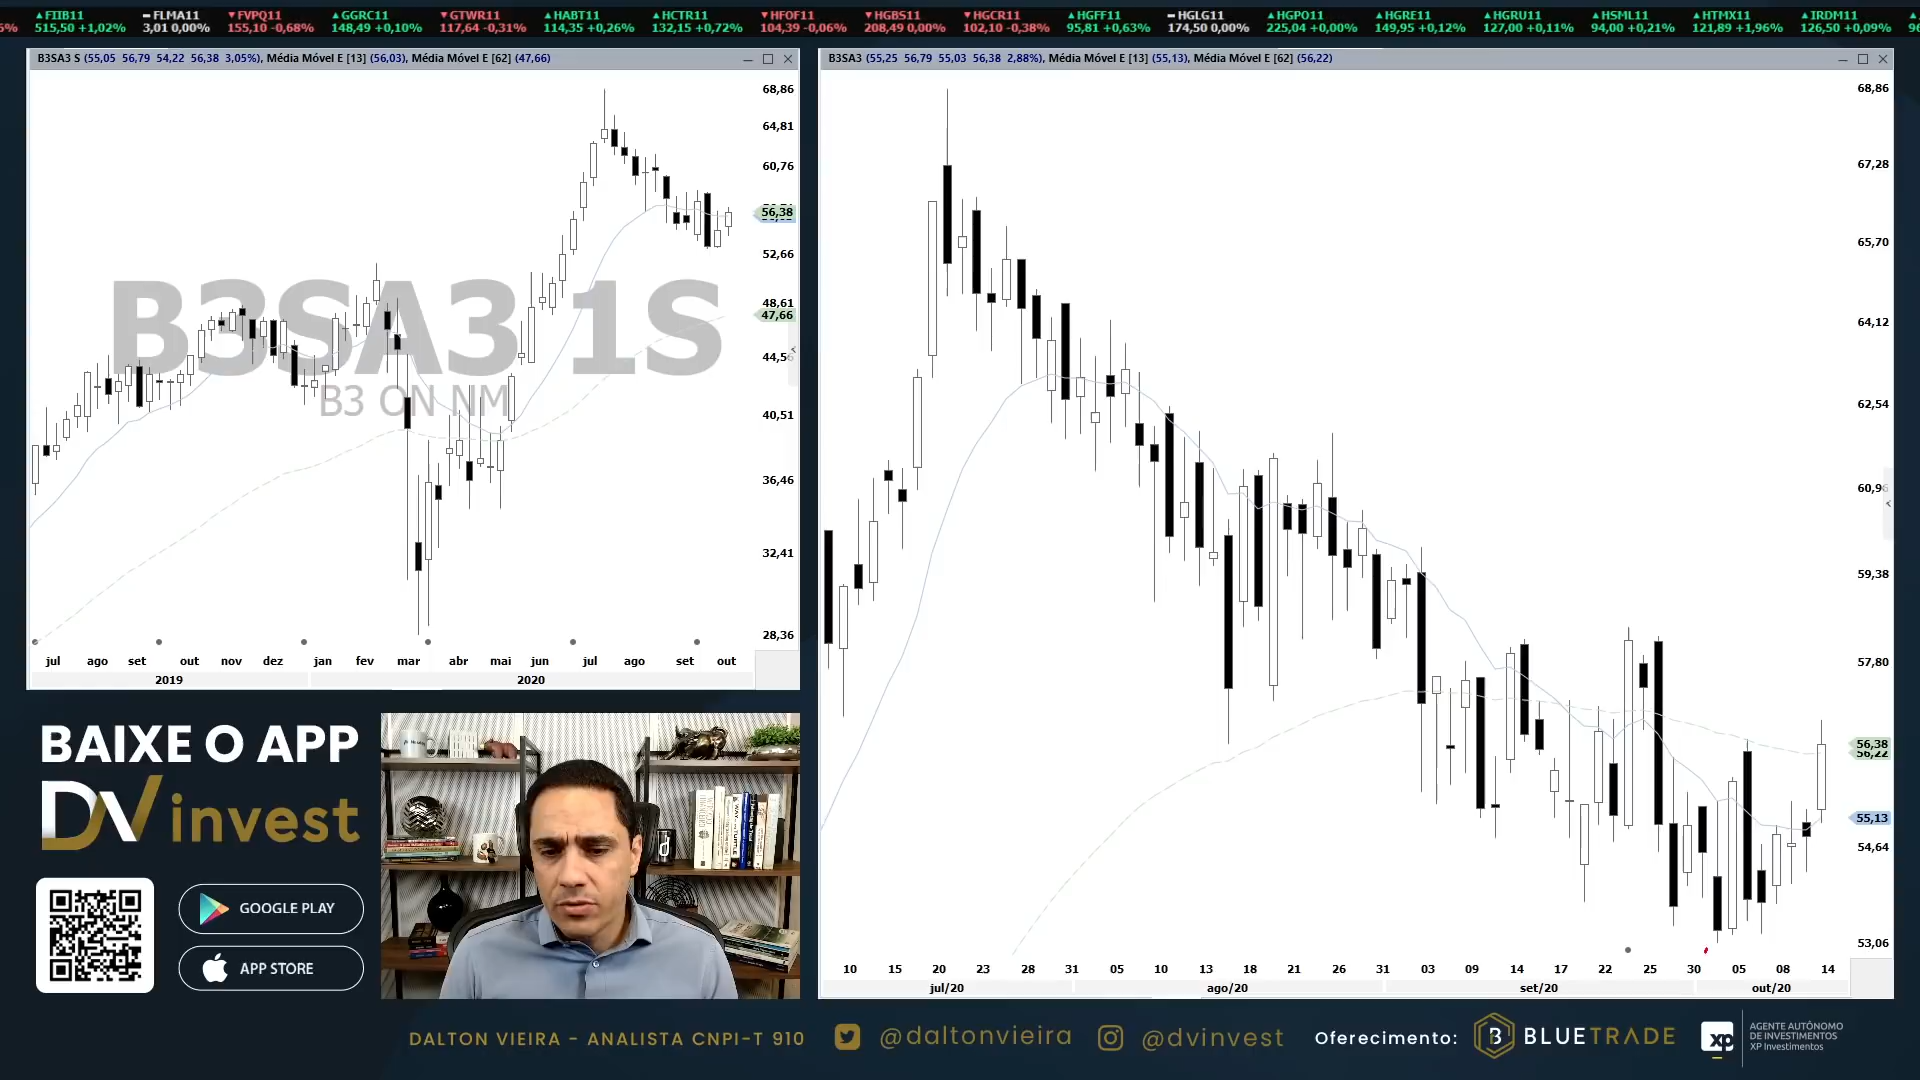 FIIB11 FLMA11 FVPQ11 GGRC11 GTWR11 HABT11 HCTR11 HFOF11 HGBS11 HGCR11 HGFF11 HGLG11 HGPO11 HGRE11 HGRU11 HSML11 HTMX11 IRDM11
515,50 +1,02% 3,01 0,00% 155,10 -0,68% 148,49 +0,10% 117,64 -0,31% 114,35 +0,26% 132,15 +0,72% 104,39 -0,06% 208,49 0,00% 102,10 -0,38% 95,81 +0,63% 174,50 0,00% 225,04 +0,00% 149,95 +0,12% 127,00 +0,11% 94,00 +0,21% 121,89 +1,96% 126,50 +0,09%
B3SA3 S (55,05 56,79 54,22 56,38 3,05%), Média Móvel E [13] (56,03), Média Móvel E [62] (47,66)
68,86
64,81
60,76
56,38
52,66
48,61
47,66
44,56
40,51
36,46
32,41
28,36
B3SA3 1S
B3 ON NM
jul ago set out nov dez jan fev mar abr mai jun jul ago set out
2019 2020
B3SA3 (55,25 56,79 55,03 56,38 2,88%), Média Móvel E [13] (55,13), Média Móvel E [62] (56,22)
68,86
67,28
65,70
64,12
62,54
60,96
59,38
57,80
56,38
56,22
55,13
54,64
53,06
10 15 20 23 28 31 05 10 13 18 21 26 31 03 09 14 17 22 25 30 05 08 14
jul/20 ago/20 set/20 out/20
BAIXE O APP
DV invest
GOOGLE PLAY
APP STORE
DALTON VIEIRA - ANALISTA CNPI-T 910 @daltonvieira @dvinvest Oferecimento: BLUETRADE xp
AGENTE AUTÔNOMO
DE INVESTIMENTOS
XP Investimentos